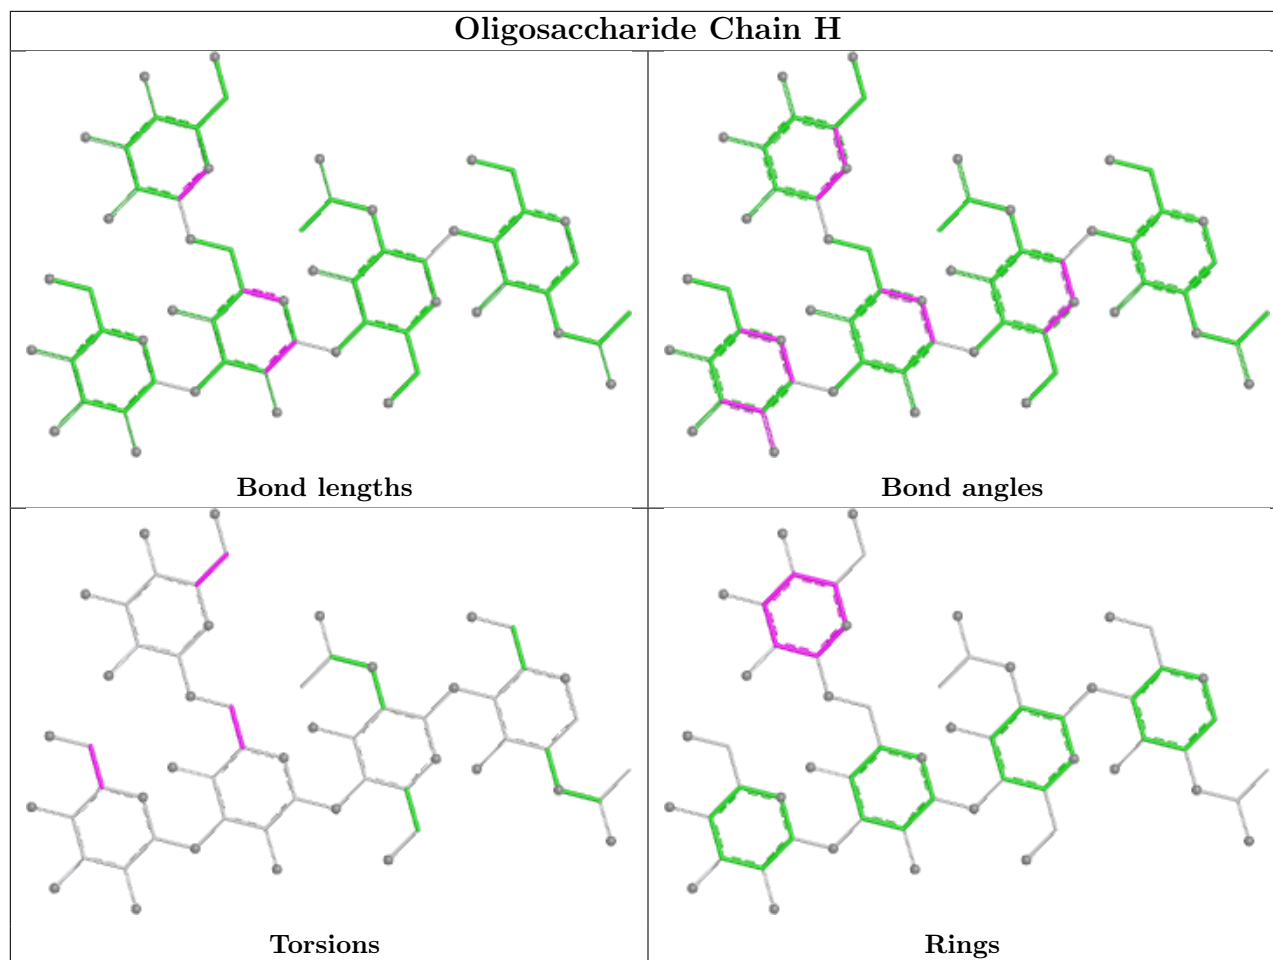 Oligosaccharide Chain H
Bond lengths
Bond angles
Torsions
Rings